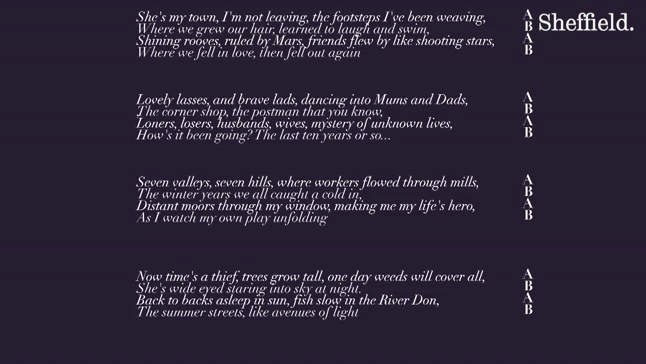 She's my town, I'm not leaving, the footsteps I've been weaving, A
Where we grew our hair, learned to laugh and swim, B
Shining rooves, ruled by Mars, friends flew by like shooting stars, A
Where we fell in love, then fell out again B
Sheffield.
Lovely lasses, and brave lads, dancing into Mums and Dads, A
The corner shop, the postman that you know, B
Loners, losers, husbands, wives, mystery of unknown lives, A
How's it been going? The last ten years or so... B
Seven valleys, seven hills, where workers flowed through mills, A
The winter years we all caught a cold in, B
Distant moors through my window, making me my life's hero, A
As I watch my own play unfolding B
Now time's a thief, trees grow tall, one day weeds will cover all, A
She's wide eyed staring into sky at night. B
Back to backs asleep in sun, fish slow in the River Don, A
The summer streets, like avenues of light B